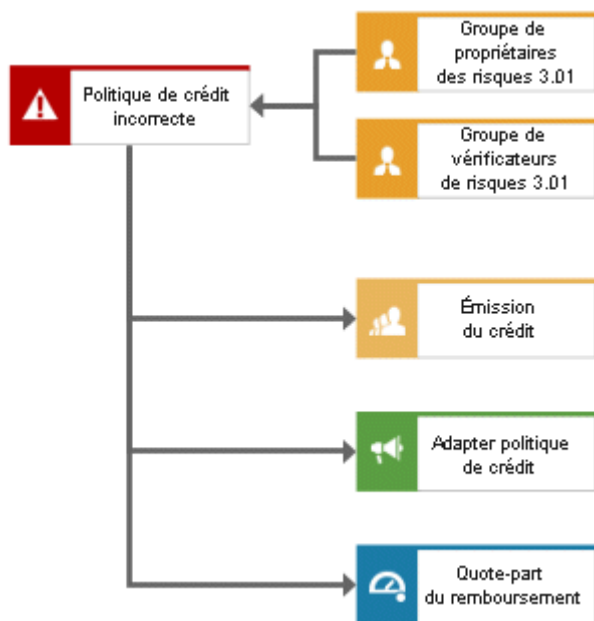 Groupe de
propriétaires
des risques 3.01
Politique de crédit
incorrecte
Groupe de
vérificateurs
de risques 3.01
Émission
du crédit
Adapter politique
de crédit
Quote-part
du remboursement